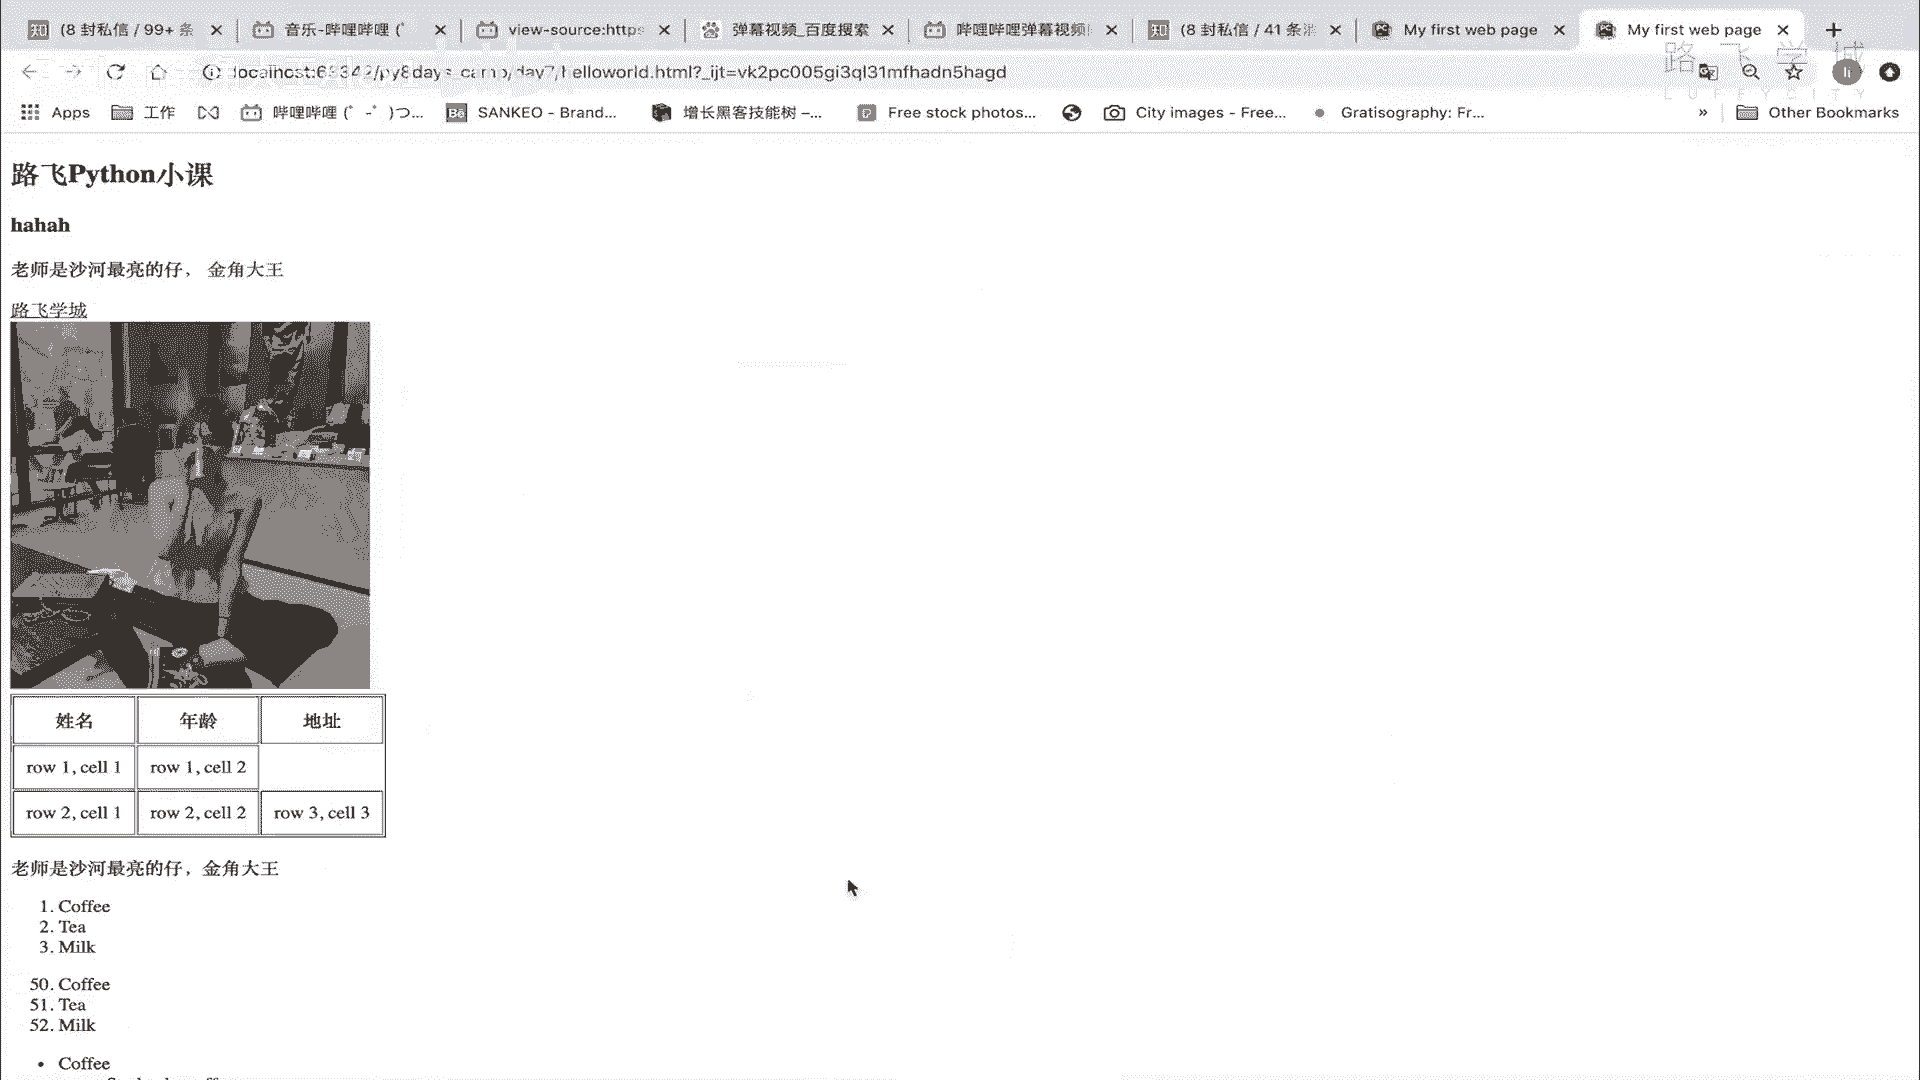 (8 封私信 / 99+ 条
音乐-哔哩哔哩 (゜
view-source:https
弹幕视频_百度搜索
哔哩哔哩弹幕视频
(8 封私信 / 41 条消
My first web page
My first web page
localhost:63342/py8days_camp/day7/helloworld.html?_ijt=vk2pc005gi3ql31mfhadn5hagd
路飞学城
LUFFYCITY
Apps
工作
哔哩哔哩 (゜-゜)つ...
Bē
SANKEO - Brand...
增长黑客技能树 –...
Free stock photos...
City images - Free...
Gratisography: Fr...
»
Other Bookmarks
路飞Python小课
hahah
老师是沙河最亮的仔， 金角大王
路飞学城
姓名 年龄 地址
row 1, cell 1 row 1, cell 2
row 2, cell 1 row 2, cell 2 row 3, cell 3
老师是沙河最亮的仔，金角大王
1. Coffee
2. Tea
3. Milk
50. Coffee
51. Tea
52. Milk
• Coffee